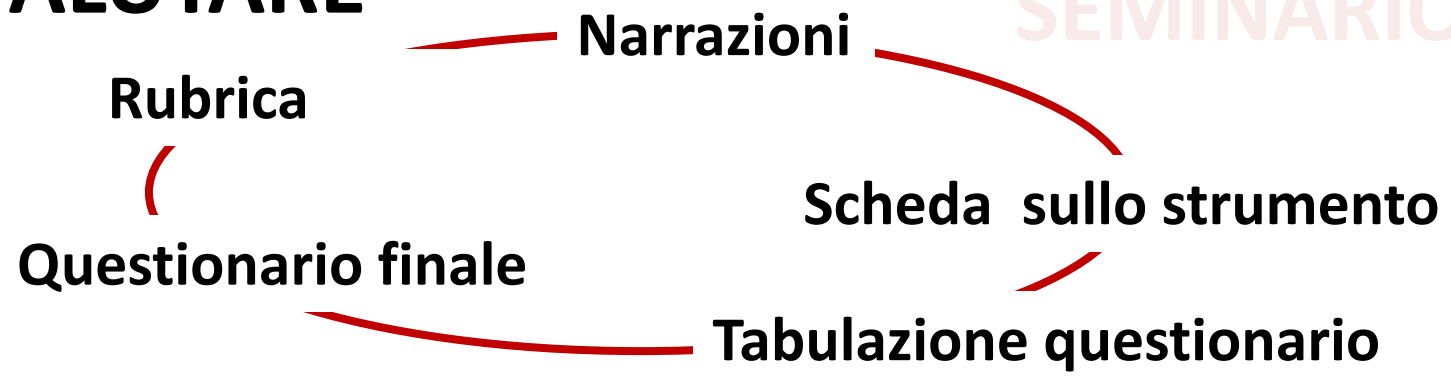 Narrazioni
Rubrica
Scheda sullo strumento
Questionario finale
Tabulazione questionario